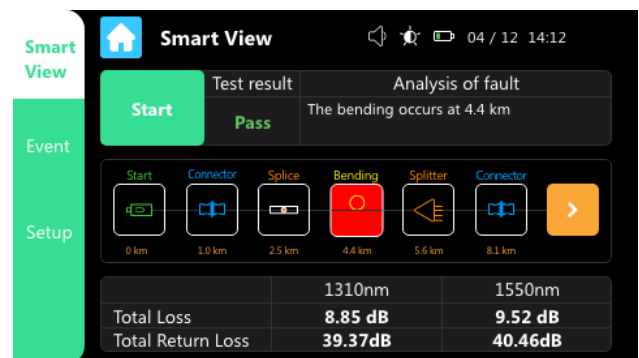 Smart View
Smart View 04 / 12 14:12
Event
Setup
Start
Test result
Analysis of fault
Pass
The bending occurs at 4.4 km
Start Connector Splice Bending Splitter Connector
0 km 1.0 km 2.5 km 4.4 km 5.6 km 8.1 km
1310nm 1550nm
Total Loss 8.85 dB 9.52 dB
Total Return Loss 39.37dB 40.46dB